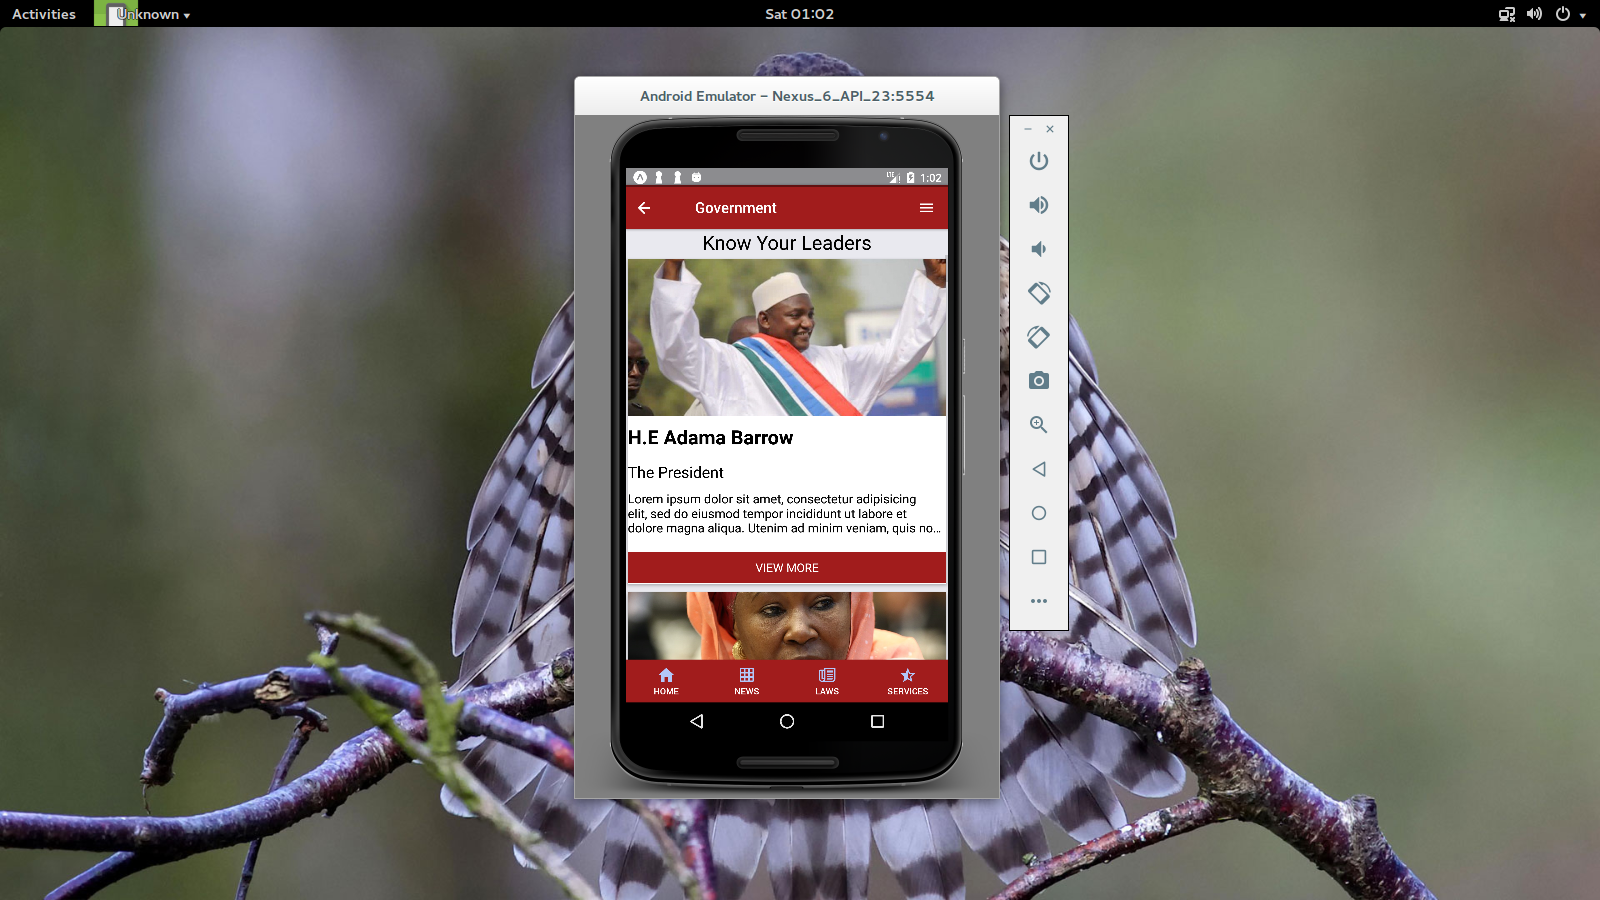 Activities
Unknown
Sat 01:02
Android Emulator – Nexus_6_API_23:5554
LTE
1:02
Government
Know Your Leaders
H.E Adama Barrow
The President
Lorem ipsum dolor sit amet, consectetur adipisicing
elit, sed do eiusmod tempor incididunt ut labore et
dolore magna aliqua. Utenim ad minim veniam, quis no...
VIEW MORE
HOME
NEWS
LAWS
SERVICES